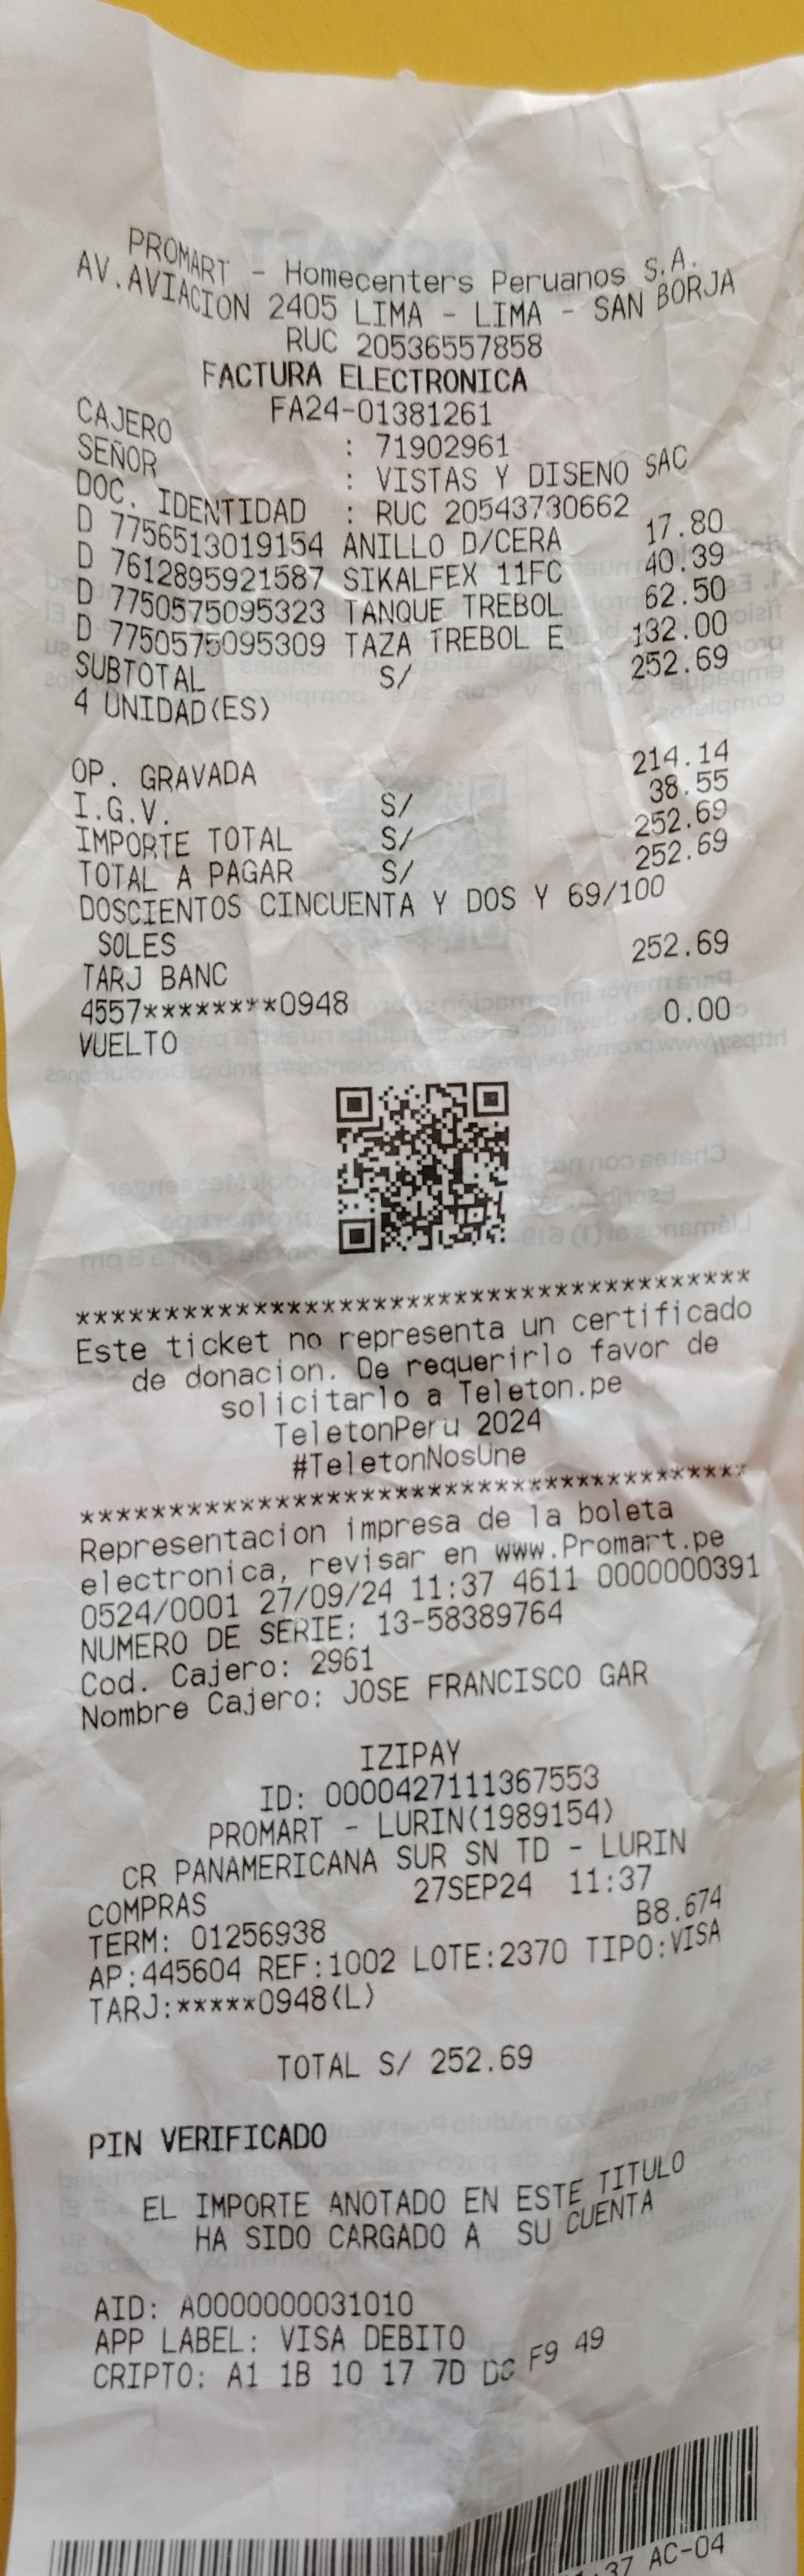 PROMART - Homecenters Peruanos S.A.
AV.AVIACION 2405 LIMA - LIMA - SAN BORJA
RUC 20536557858
FACTURA ELECTRONICA
FA24-01381261
CAJERO : 71902961
SEÑOR : VISTAS Y DISENO SAC
DOC. IDENTIDAD : RUC 20543730662
D 7756513019154 ANILLO D/CERA 17.80
D 7612895921587 SIKALFEX 11FC 40.39
D 7750575095323 TANQUE TREBOL 62.50
D 7750575095309 TAZA TREBOL E 132.00
SUBTOTAL S/ 252.69
4 UNIDAD(ES)
OP. GRAVADA 214.14
I.G.V. S/ 38.55
IMPORTE TOTAL S/ 252.69
TOTAL A PAGAR S/ 252.69
DOSCIENTOS CINCUENTA Y DOS Y 69/100
SOLES
TARJ BANC 252.69
4557********0948
VUELTO 0.00
****************************************
Este ticket no representa un certificado
de donacion. De requerirlo favor de
solicitarlo a Teleton.pe
TeletonPeru 2024
#TeletonNosUne
****************************************
Representacion impresa de la boleta
electronica, revisar en www.Promart.pe
0524/0001 27/09/24 11:37 4611 0000000391
NUMERO DE SERIE: 13-58389764
Cod. Cajero: 2961
Nombre Cajero: JOSE FRANCISCO GAR
IZIPAY
ID: 0000427111367553
PROMART - LURIN(1989154)
CR PANAMERICANA SUR SN TD - LURIN
COMPRAS 27SEP24 11:37
TERM: 01256938 B8.674
AP:445604 REF:1002 LOTE:2370 TIPO:VISA
TARJ:*****0948(L)
TOTAL S/ 252.69
PIN VERIFICADO
EL IMPORTE ANOTADO EN ESTE TITULO
HA SIDO CARGADO A SU CUENTA
AID: A0000000031010
APP LABEL: VISA DEBITO
CRIPTO: A1 1B 10 17 7D DC F9 49
:37 AC-04